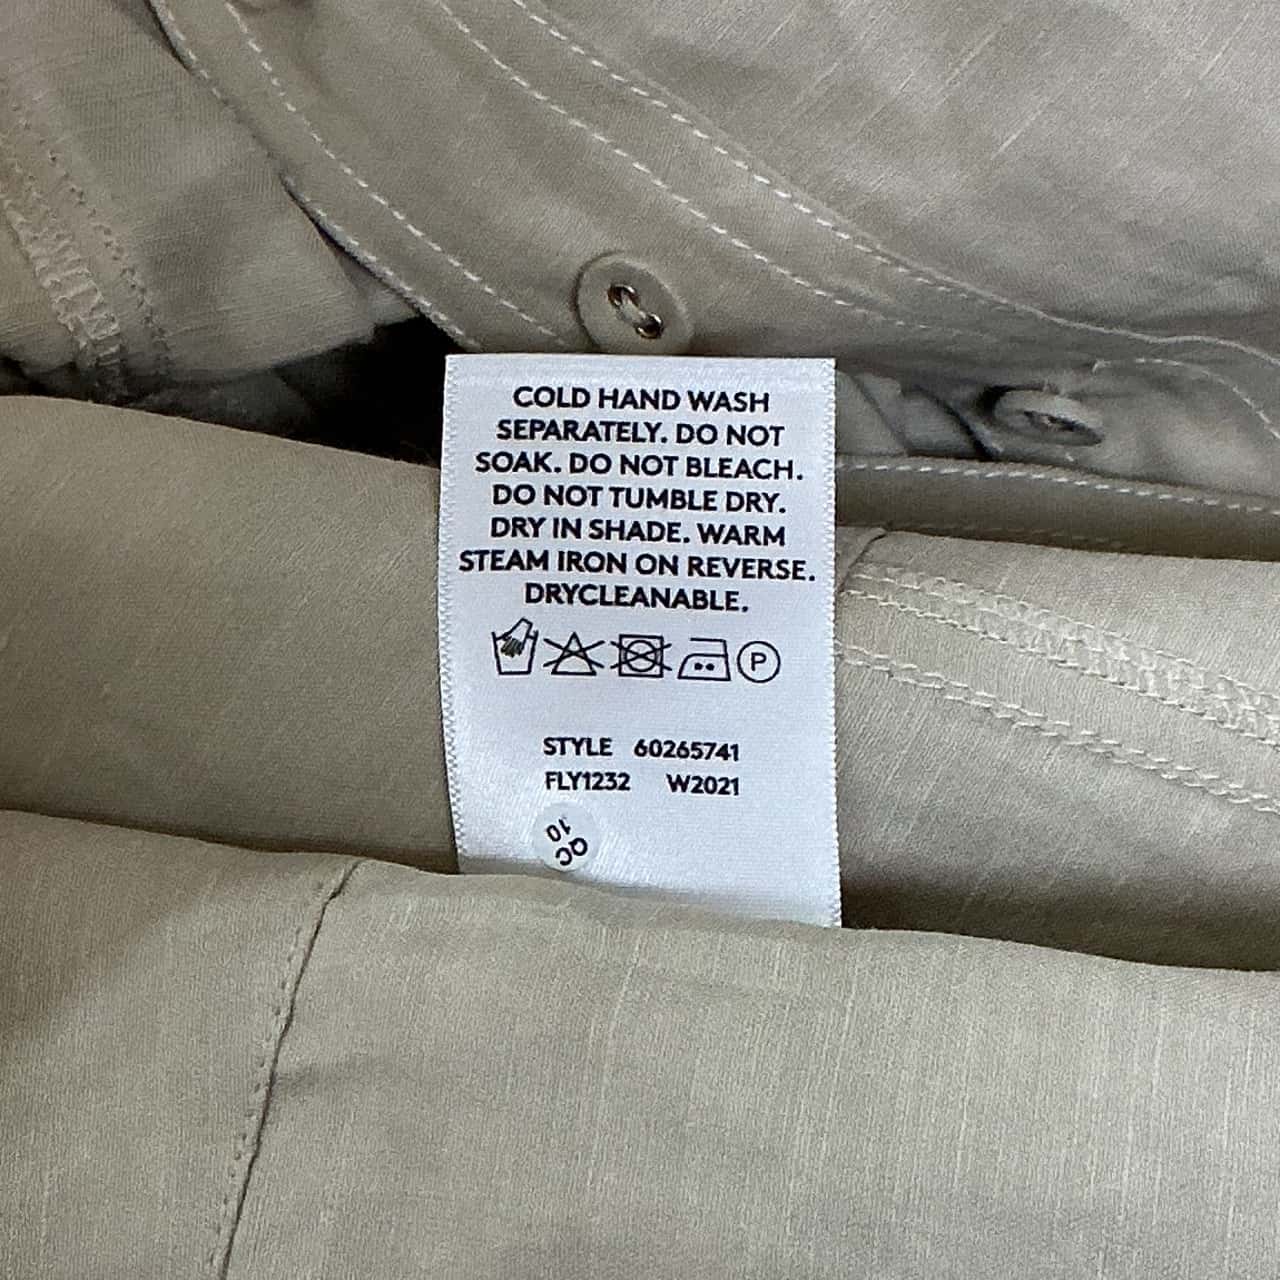 COLD HAND WASH
SEPARATELY. DO NOT
SOAK. DO NOT BLEACH.
DO NOT TUMBLE DRY.
DRY IN SHADE. WARM
STEAM IRON ON REVERSE.
DRYCLEANABLE.
P
STYLE 60265741
FLY1232 W2021
QC
10